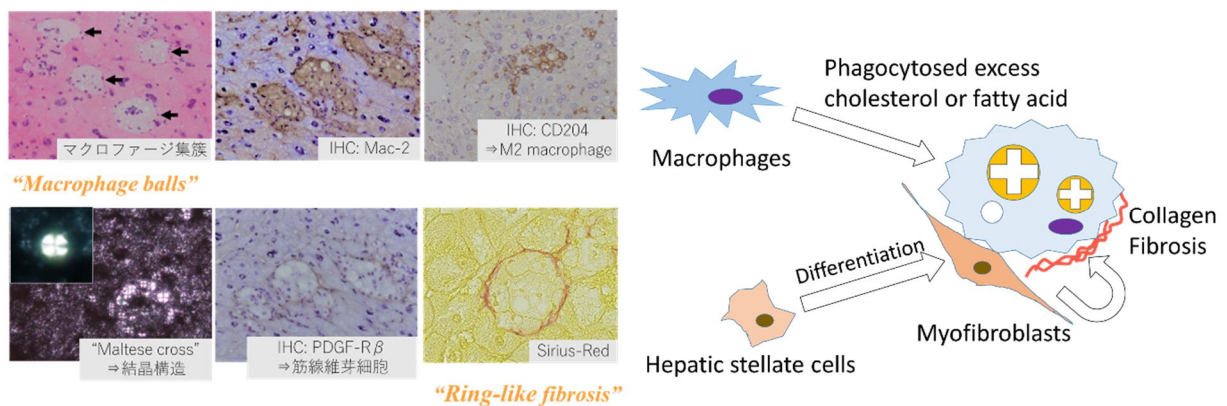 マクロファージ集簇
IHC: Mac-2
IHC: CD204
⇒M2 macrophage
“Macrophage balls”
“Maltese cross”
⇒結晶構造
IHC: PDGF-Rβ
⇒筋線維芽細胞
Sirius-Red
“Ring-like fibrosis”
Phagocytosed excess
cholesterol or fatty acid
Macrophages
Collagen
Fibrosis
Differentiation
Myofibroblasts
Hepatic stellate cells